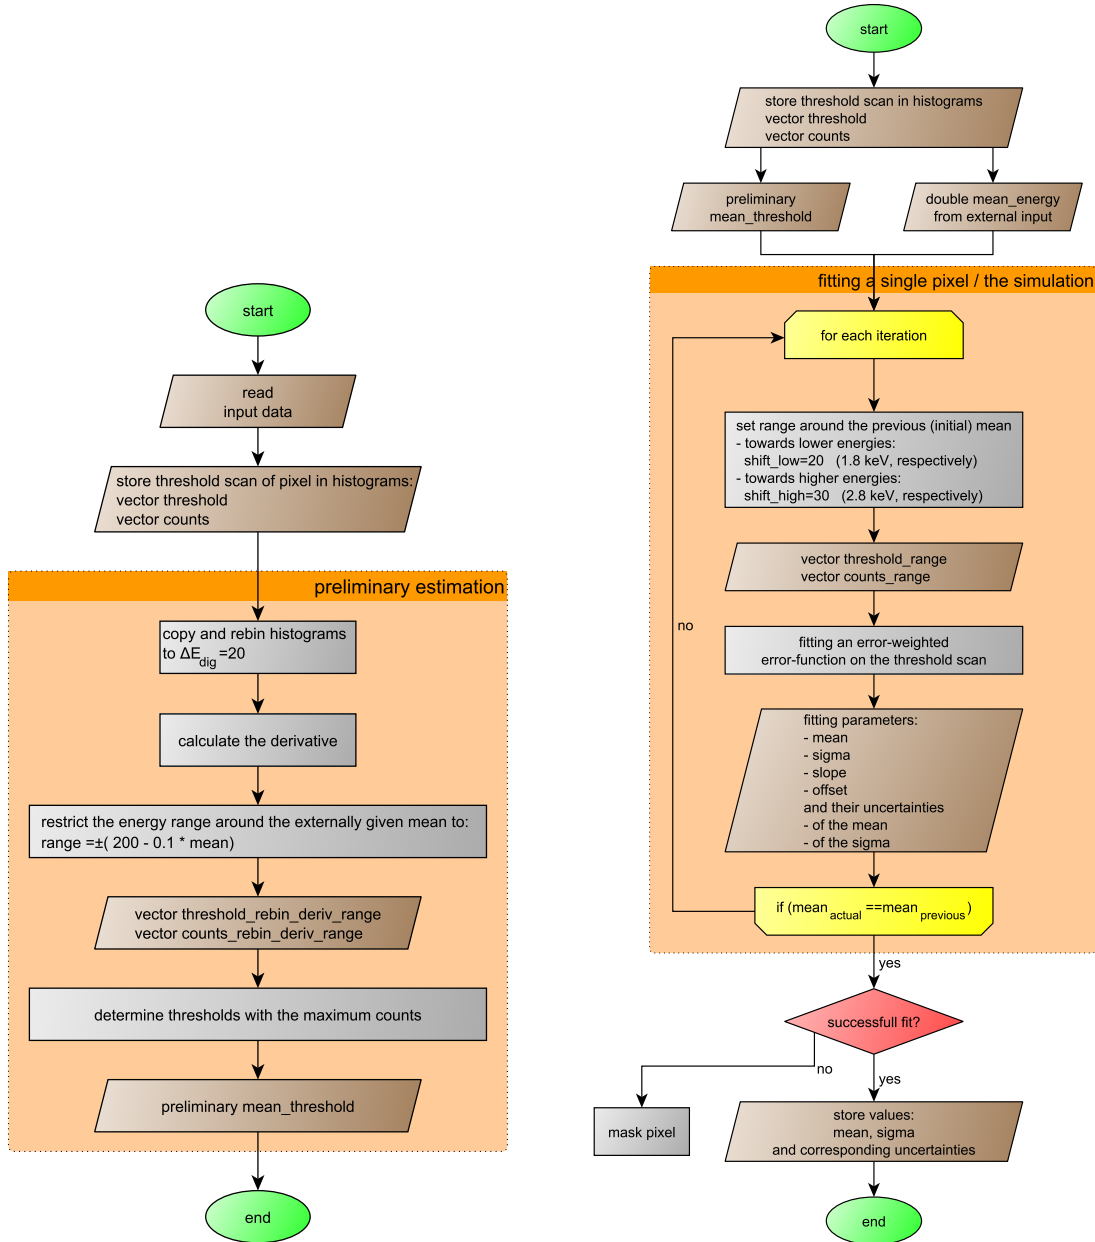 start
read
input data
store threshold scan of pixel in histograms:
vector threshold
vector counts
preliminary estimation
copy and rebin histograms
to ΔE_dig =20
calculate the derivative
restrict the energy range around the externally given mean to:
range =±( 200 - 0.1 * mean)
vector threshold_rebin_deriv_range
vector counts_rebin_deriv_range
determine thresholds with the maximum counts
preliminary mean_threshold
end
start
store threshold scan in histograms
vector threshold
vector counts
preliminary
mean_threshold
double mean_energy
from external input
fitting a single pixel / the simulation
for each iteration
set range around the previous (initial) mean
- towards lower energies:
shift_low=20 (1.8 keV, respectively)
- towards higher energies:
shift_high=30 (2.8 keV, respectively)
vector threshold_range
vector counts_range
no
fitting an error-weighted
error-function on the threshold scan
fitting parameters:
- mean
- sigma
- slope
- offset
and their uncertainties
- of the mean
- of the sigma
if (mean_actual ==mean_previous)
yes
successfull fit?
no
yes
mask pixel
store values:
mean, sigma
and corresponding uncertainties
end